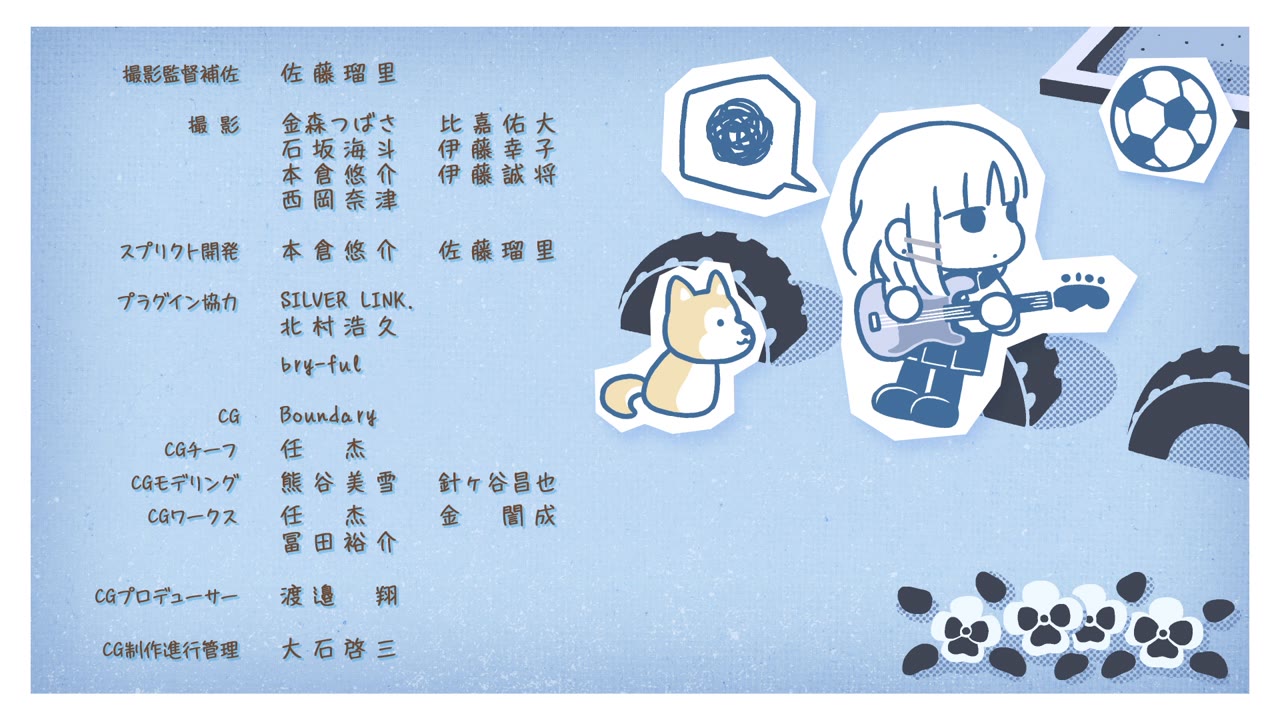 撮影監督補佐 佐藤瑠里
撮影 金森つばさ 比嘉佑大
石坂海斗 伊藤幸子
本倉悠介 伊藤誠将
西岡奈津
スプリクト開発 本倉悠介 佐藤瑠里
プラグイン協力 SILVER LINK.
北村浩久
bry-ful
CG Boundary
CGチーフ 任 杰
CGモデリング 熊谷美雪 針ヶ谷昌也
CGワークス 任 杰 金 誾成
冨田裕介
CGプロデューサー 渡邉 翔
CG制作進行管理 大石啓三